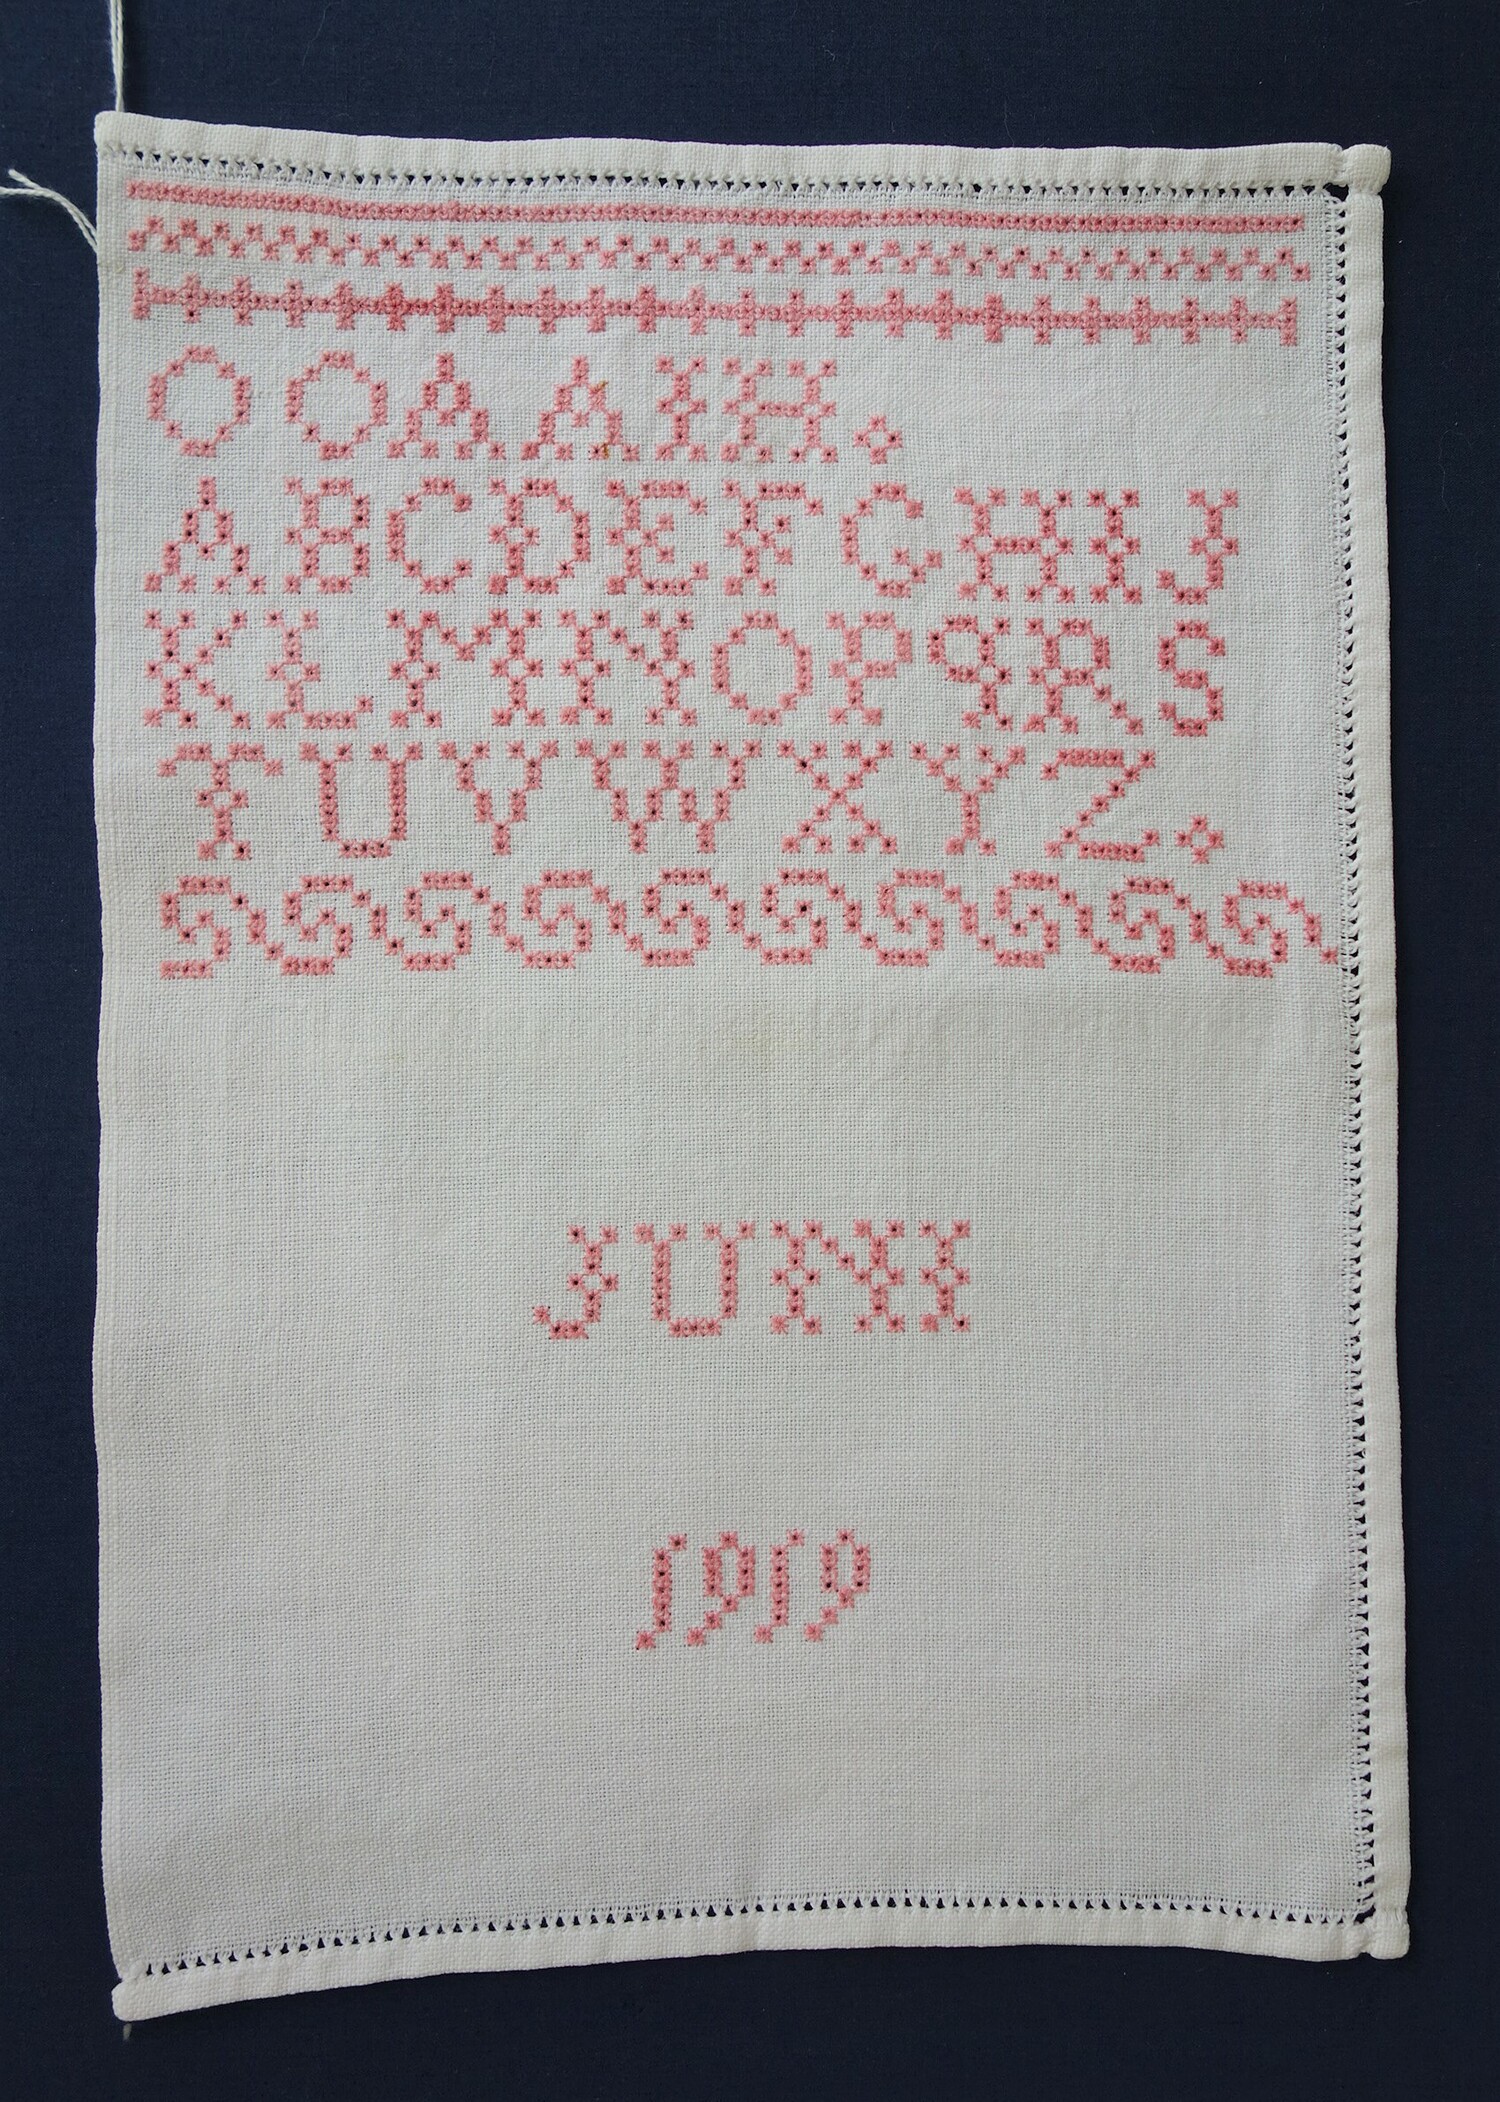 OOAAIH.
ABCDEFGHIJ
KLMNOPQRS
TUVWXYZ.
JUNI
1919